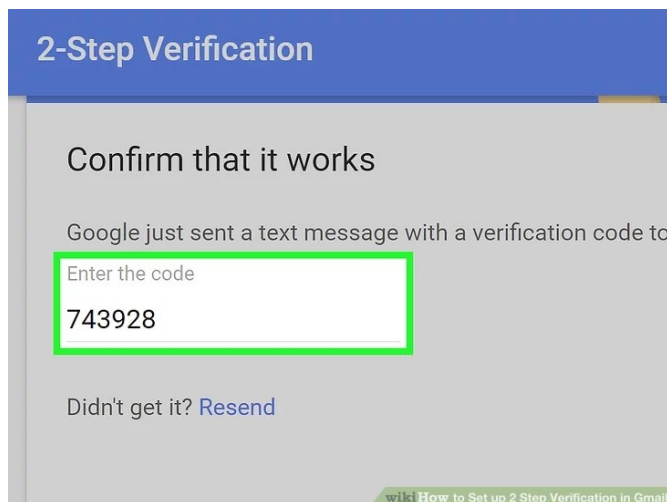 2-Step Verification
Confirm that it works
Google just sent a text message with a verification code to
Enter the code
743928
Didn't get it? Resend
wikiHow to Set up 2 Step Verification in Gmail